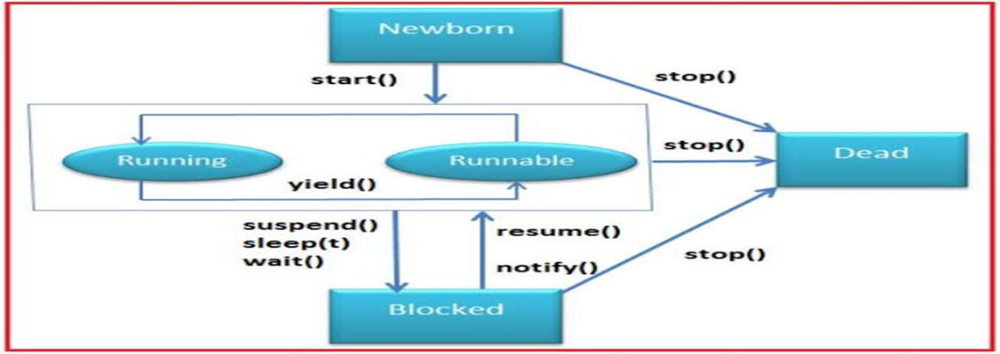 Newborn
start()
stop()
Running
Runnable
stop()
Dead
yield()
suspend()
sleep(t)
wait()
resume()
notify()
stop()
Blocked